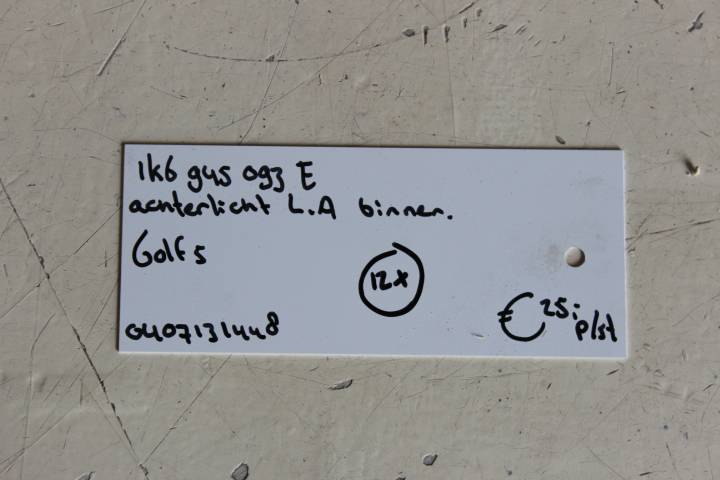 1k6 945 093 E
achterlicht L.A binnen.
Golf 5
12x
0407131448
€ 25,- p/st